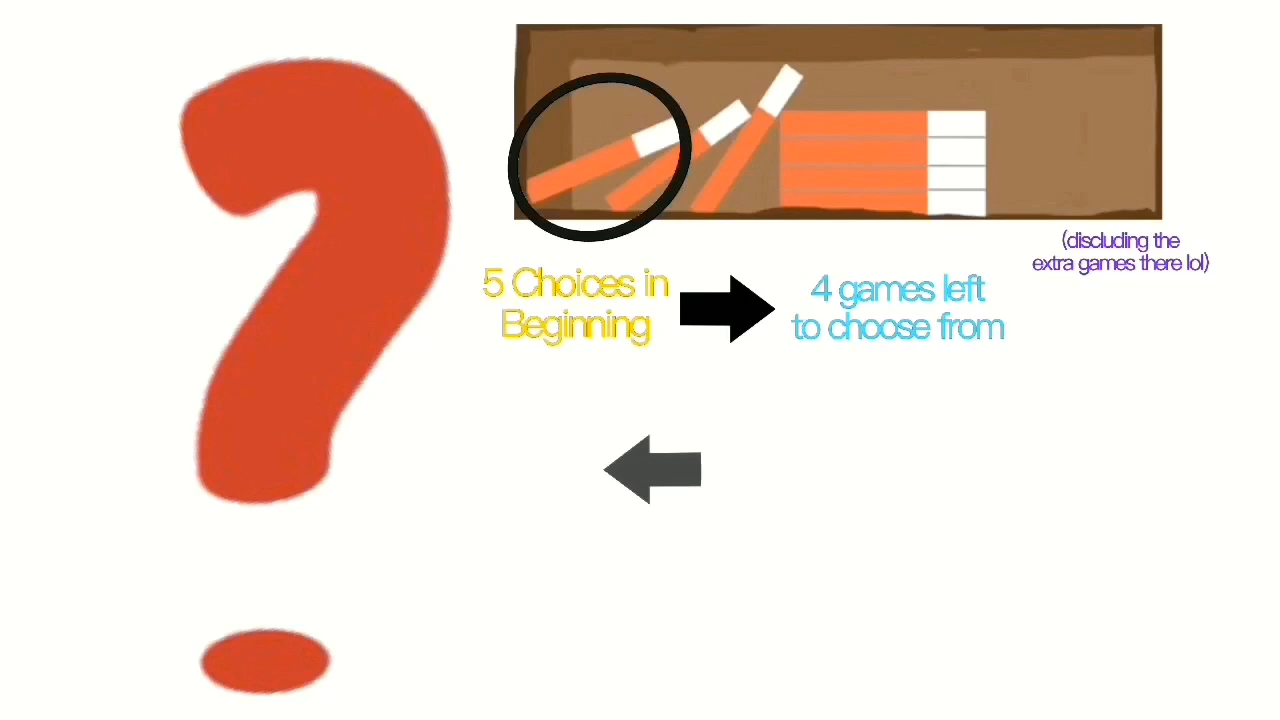 (discluding the
extra games there lol)
5 Choices in
Beginning
4 games left
to choose from
?